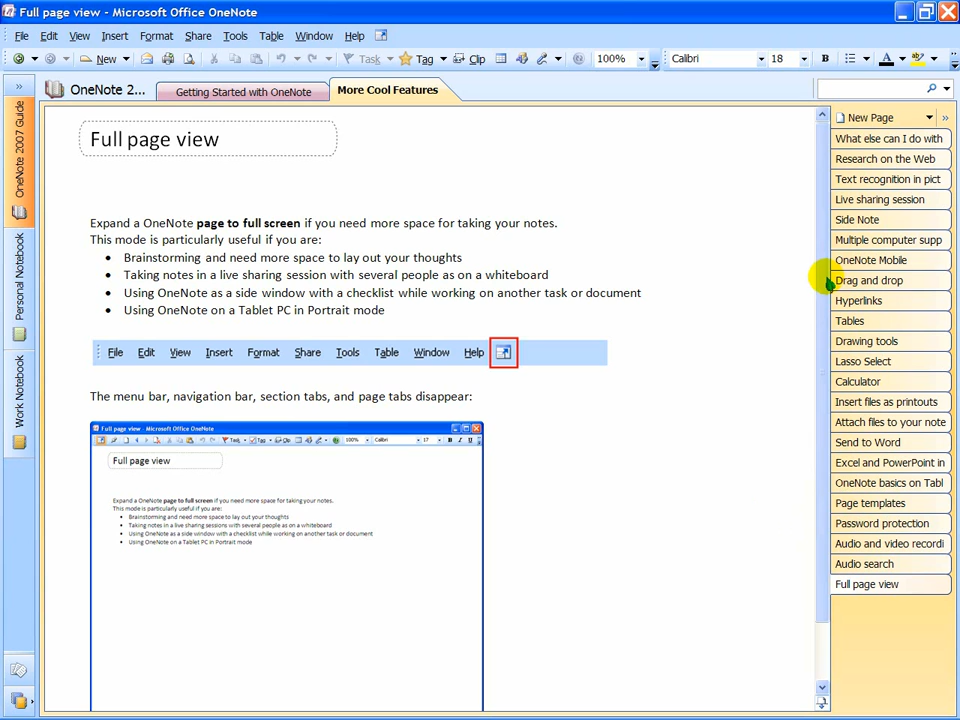 Full page view - Microsoft Office OneNote
File Edit View Insert Format Share Tools Table Window Help
New Task Tag Clip 100% Calibri 18 B A
OneNote 2... Getting Started with OneNote More Cool Features
OneNote 2007 Guide
Personal Notebook
Work Notebook
Full page view
Expand a OneNote page to full screen if you need more space for taking your notes.
This mode is particularly useful if you are:
• Brainstorming and need more space to lay out your thoughts
• Taking notes in a live sharing session with several people as on a whiteboard
• Using OneNote as a side window with a checklist while working on another task or document
• Using OneNote on a Tablet PC in Portrait mode
File Edit View Insert Format Share Tools Table Window Help
The menu bar, navigation bar, section tabs, and page tabs disappear:
Full page view - Microsoft Office OneNote
Task Tag Clip 100% Calibri 17 B I U
Full page view
Expand a OneNote page to full screen if you need more space for taking your notes.
This mode is particularly useful if you are:
• Brainstorming and need more space to lay out your thoughts
• Taking notes in a live sharing sessions with several people as on a whiteboard
• Using OneNote as a side window with a checklist while working on another task or document
• Using OneNote on a Tablet PC in Portrait mode
New Page
What else can I do with
Research on the Web
Text recognition in pict
Live sharing session
Side Note
Multiple computer supp
OneNote Mobile
Drag and drop
Hyperlinks
Tables
Drawing tools
Lasso Select
Calculator
Insert files as printouts
Attach files to your note
Send to Word
Excel and PowerPoint in
OneNote basics on Tabl
Page templates
Password protection
Audio and video recordi
Audio search
Full page view